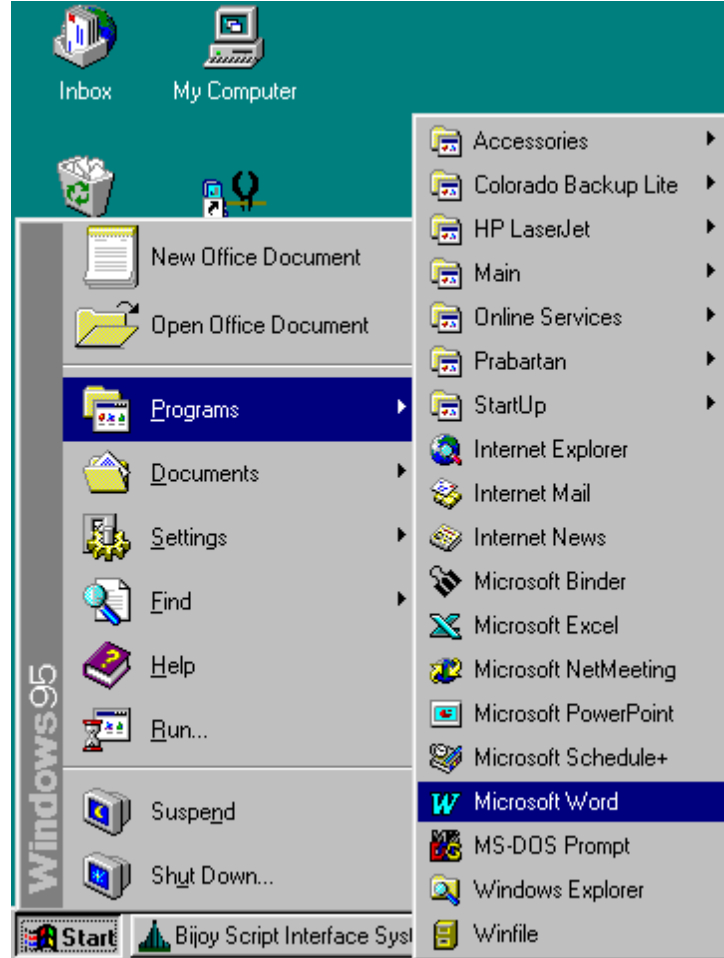 Inbox
My Computer
New Office Document
Open Office Document
Programs
Documents
Settings
Find
Help
Run...
Suspend
Shut Down...
Windows95
Accessories
Colorado Backup Lite
HP LaserJet
Main
Online Services
Prabartan
StartUp
Internet Explorer
Internet Mail
Internet News
Microsoft Binder
Microsoft Excel
Microsoft NetMeeting
Microsoft PowerPoint
Microsoft Schedule+
Microsoft Word
MS-DOS Prompt
Windows Explorer
Winfile
Start
Bijoy Script Interface Syst